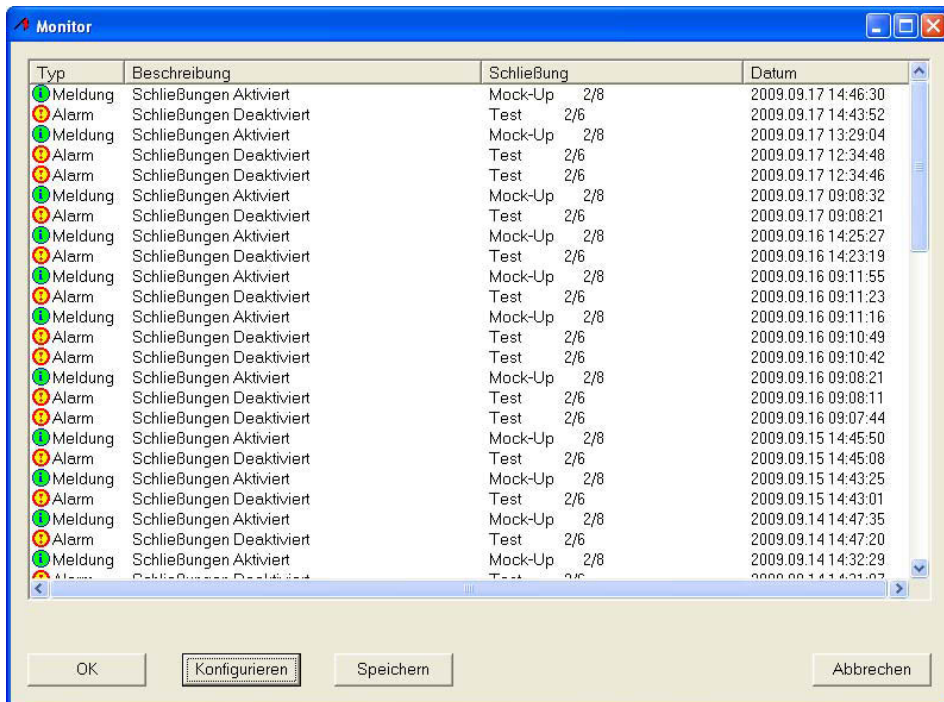 Monitor
Typ Beschreibung Schließung Datum
Meldung Schließungen Aktiviert Mock-Up 2/8 2009.09.17 14:46:30
Alarm Schließungen Deaktiviert Test 2/6 2009.09.17 14:43:52
Meldung Schließungen Aktiviert Mock-Up 2/8 2009.09.17 13:29:04
Alarm Schließungen Deaktiviert Test 2/6 2009.09.17 12:34:48
Alarm Schließungen Deaktiviert Test 2/6 2009.09.17 12:34:46
Meldung Schließungen Aktiviert Mock-Up 2/8 2009.09.17 09:08:32
Alarm Schließungen Deaktiviert Test 2/6 2009.09.17 09:08:21
Meldung Schließungen Aktiviert Mock-Up 2/8 2009.09.16 14:25:27
Alarm Schließungen Deaktiviert Test 2/6 2009.09.16 14:23:19
Meldung Schließungen Aktiviert Mock-Up 2/8 2009.09.16 09:11:55
Alarm Schließungen Deaktiviert Test 2/6 2009.09.16 09:11:23
Meldung Schließungen Aktiviert Mock-Up 2/8 2009.09.16 09:11:16
Alarm Schließungen Deaktiviert Test 2/6 2009.09.16 09:10:49
Alarm Schließungen Deaktiviert Test 2/6 2009.09.16 09:10:42
Meldung Schließungen Aktiviert Mock-Up 2/8 2009.09.16 09:08:21
Alarm Schließungen Deaktiviert Test 2/6 2009.09.16 09:08:11
Alarm Schließungen Deaktiviert Test 2/6 2009.09.16 09:07:44
Meldung Schließungen Aktiviert Mock-Up 2/8 2009.09.15 14:45:50
Alarm Schließungen Deaktiviert Test 2/6 2009.09.15 14:45:08
Meldung Schließungen Aktiviert Mock-Up 2/8 2009.09.15 14:43:25
Alarm Schließungen Deaktiviert Test 2/6 2009.09.15 14:43:01
Meldung Schließungen Aktiviert Mock-Up 2/8 2009.09.14 14:47:35
Alarm Schließungen Deaktiviert Test 2/6 2009.09.14 14:47:20
Meldung Schließungen Aktiviert Mock-Up 2/8 2009.09.14 14:32:29
Alarm Schließungen Deaktiviert Test 2/6
OK Konfigurieren Speichern Abbrechen